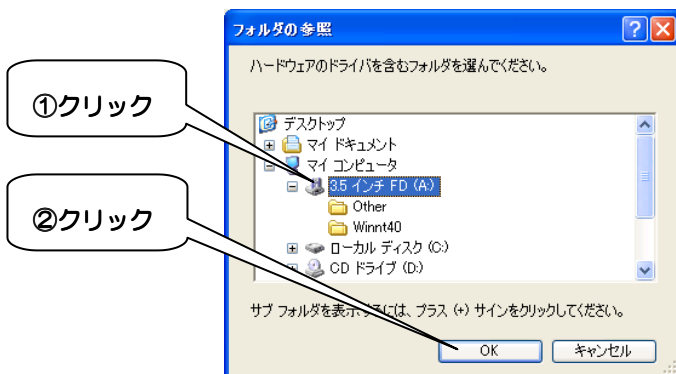 フォルダの参照
ハードウェアのドライバを含むフォルダを選んでください。
①クリック
デスクトップ
マイ ドキュメント
マイ コンピュータ
3.5 インチ FD (A:)
Other
Winnt40
②クリック
ローカル ディスク (C:)
CD ドライブ (D:)
サブ フォルダを表示するには、プラス (+) サインをクリックしてください。
OK キャンセル